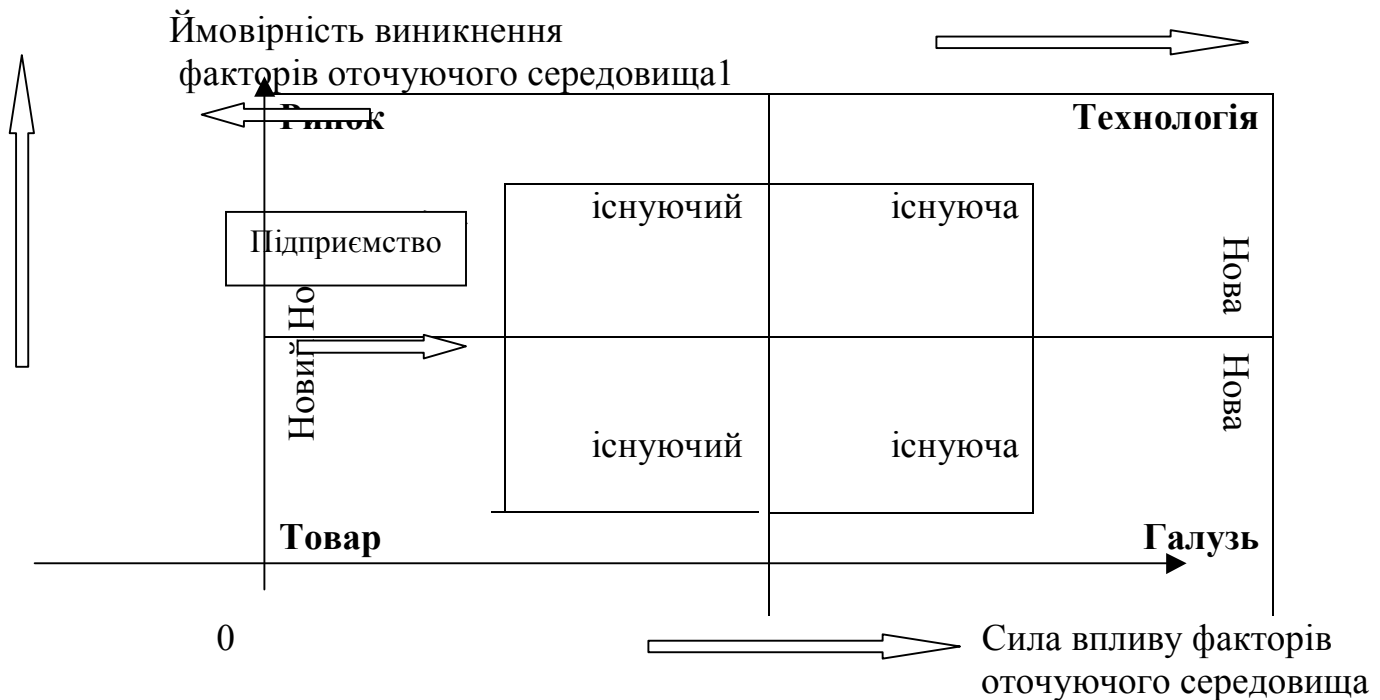 Ймовірність виникнення
факторів оточуючого середовища1
Ринок
Технологія
існуючий
існуюча
Підприємство
Нова
Но
Новий
Нова
існуючий
існуюча
Товар
Галузь
0
Сила впливу факторів
оточуючого середовища